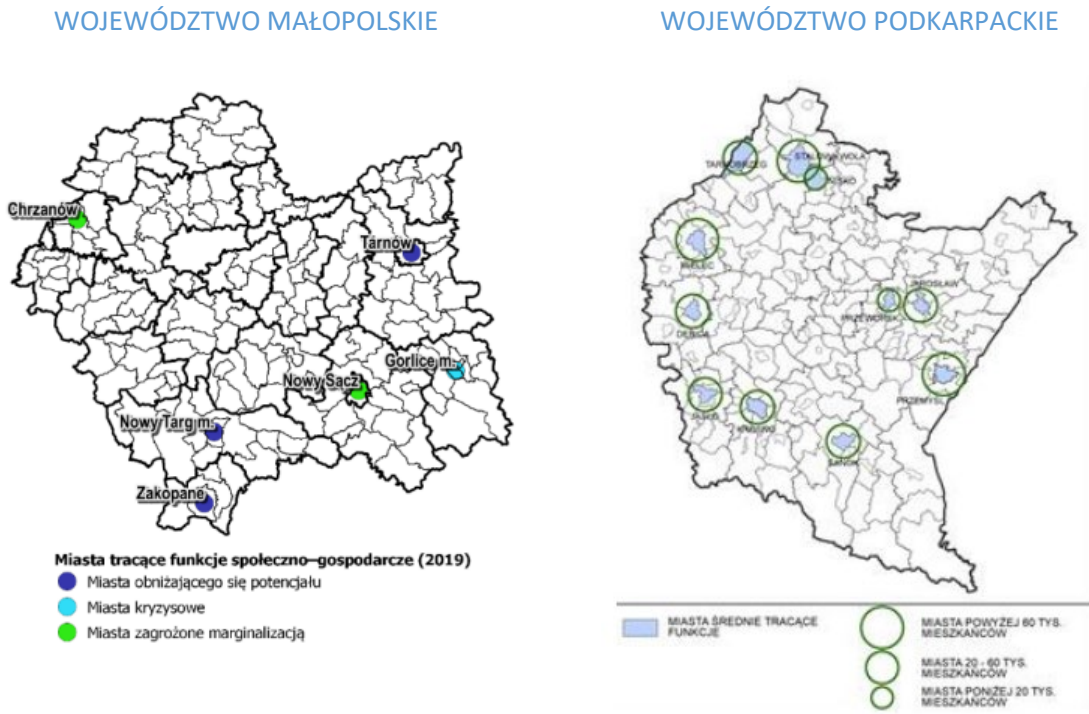 WOJEWÓDZTWO MAŁOPOLSKIE
WOJEWÓDZTWO PODKARPACKIE
Chrzanów
Tarnów
Gorlice m.
Nowy Sącz
Nowy Targ m.
Zakopane
Miasta tracące funkcje społeczno-gospodarcze (2019)
Miasta obniżającego się potencjału
Miasta kryzysowe
Miasta zagrożone marginalizacją
TARNOBRZEG
STALOWA WOLA
NISKO
MIELEC
JAROSŁAW
PRZEWORSK
DĘBICA
PRZEMYŚL
JASŁO
KROSNO
SANOK
MIASTA ŚREDNIE TRACĄCE
FUNKCJE
MIASTA POWYŻEJ 60 TYS.
MIESZKAŃCÓW
MIASTA 20 - 60 TYS.
MIESZKAŃCÓW
MIASTA PONIŻEJ 20 TYS.
MIESZKAŃCÓW